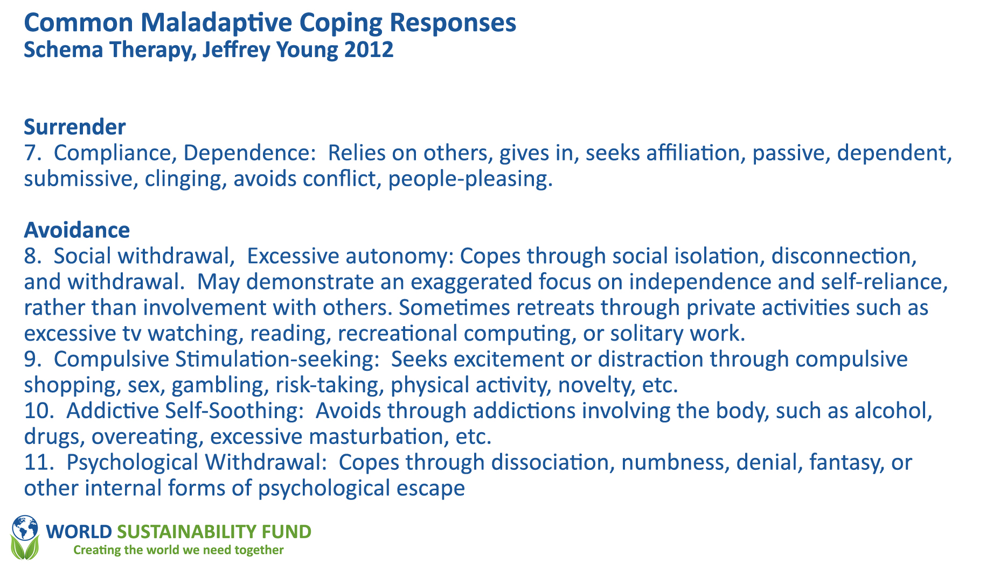 Common Maladaptive Coping Responses
Schema Therapy, Jeffrey Young 2012
Surrender
7.  Compliance, Dependence:  Relies on others, gives in, seeks affiliation, passive, dependent,
submissive, clinging, avoids conflict, people-pleasing.
Avoidance
8.  Social withdrawal,  Excessive autonomy: Copes through social isolation, disconnection,
and withdrawal.  May demonstrate an exaggerated focus on independence and self-reliance,
rather than involvement with others. Sometimes retreats through private activities such as
excessive tv watching, reading, recreational computing, or solitary work.
9.  Compulsive Stimulation-seeking:  Seeks excitement or distraction through compulsive
shopping, sex, gambling, risk-taking, physical activity, novelty, etc.
10.  Addictive Self-Soothing:  Avoids through addictions involving the body, such as alcohol,
drugs, overeating, excessive masturbation, etc.
11.  Psychological Withdrawal:  Copes through dissociation, numbness, denial, fantasy, or
other internal forms of psychological escape
WORLD SUSTAINABILITY FUND
Creating the world we need together